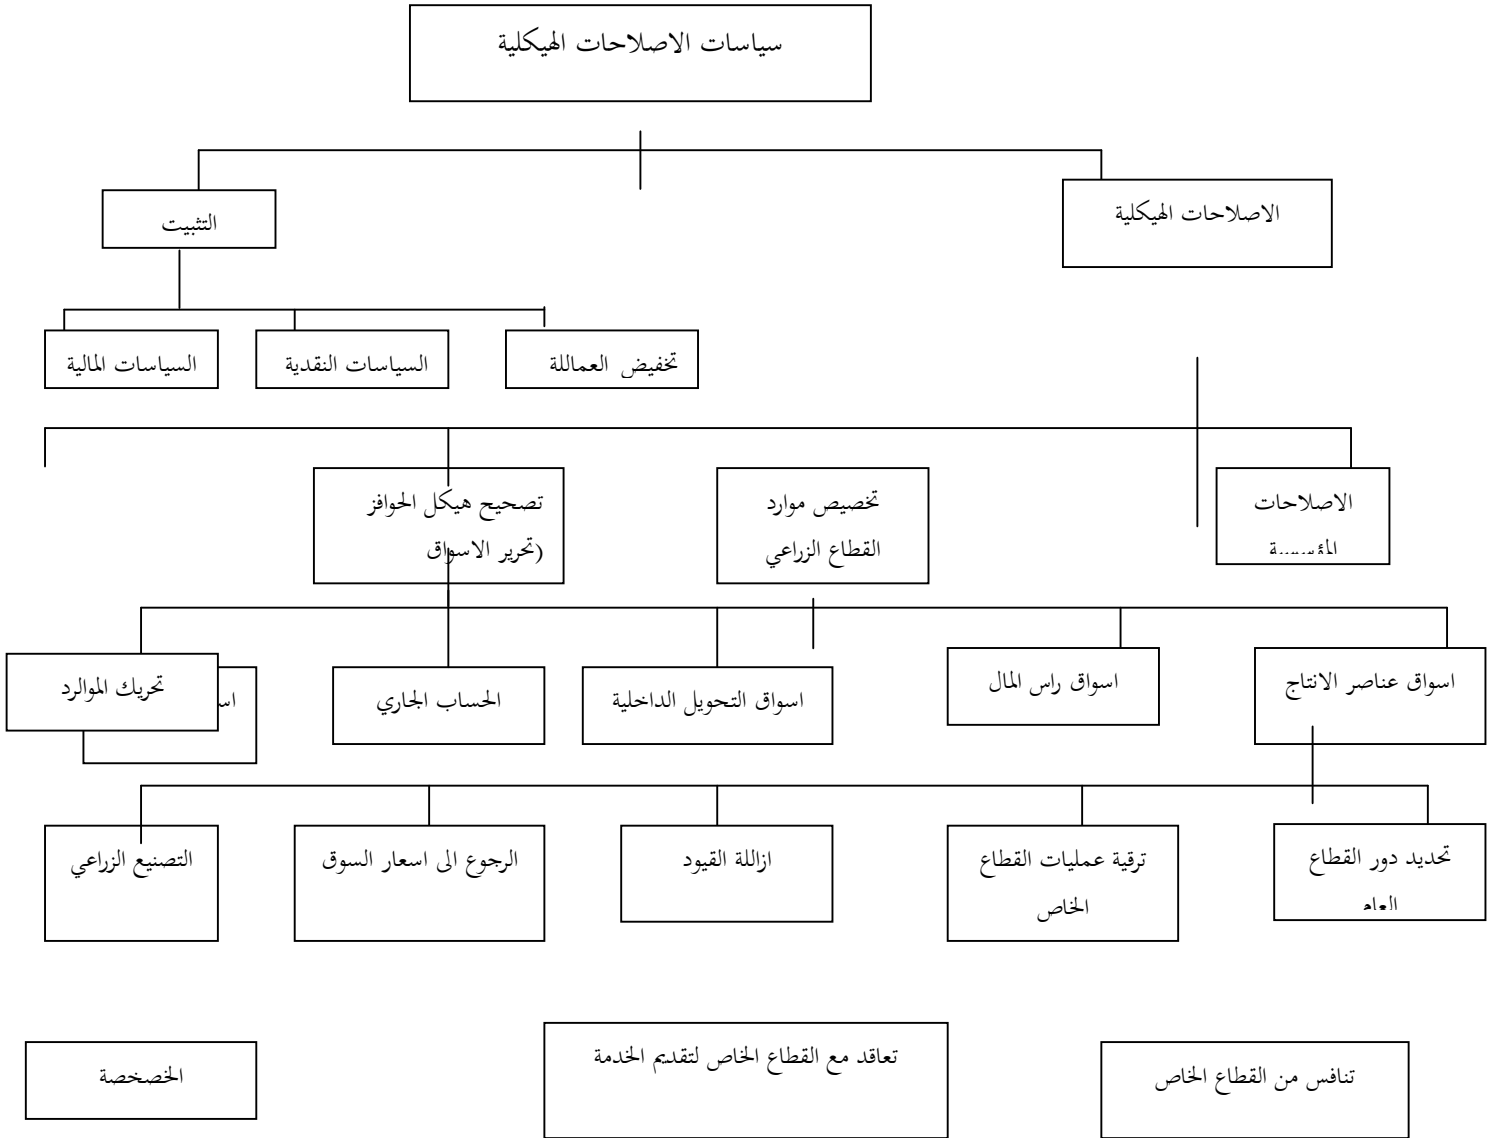 سياسات الاصلاحات الهيكلية
الاصلاحات الهيكلية
التثبيت
تخفيض العماللة
السياسات النقدية
السياسات المالية
الاصلاحات
المؤسسية
تخصيص موارد
القطاع الزراعي
تصحيح هيكل الحوافز
(تحرير الاسواق
اسواق عناصر الانتاج
اسواق راس المال
اسواق التحويل الداخلية
الحساب الجاري
تحريك الموالرد
تحديد دور القطاع
العام
ترقية عمليات القطاع
الخاص
ازاللة القيود
الرجوع الى اسعار السوق
التصنيع الزراعي
تنافس من القطاع الخاص
تعاقد مع القطاع الخاص لتقديم الخدمة
الخصخصة